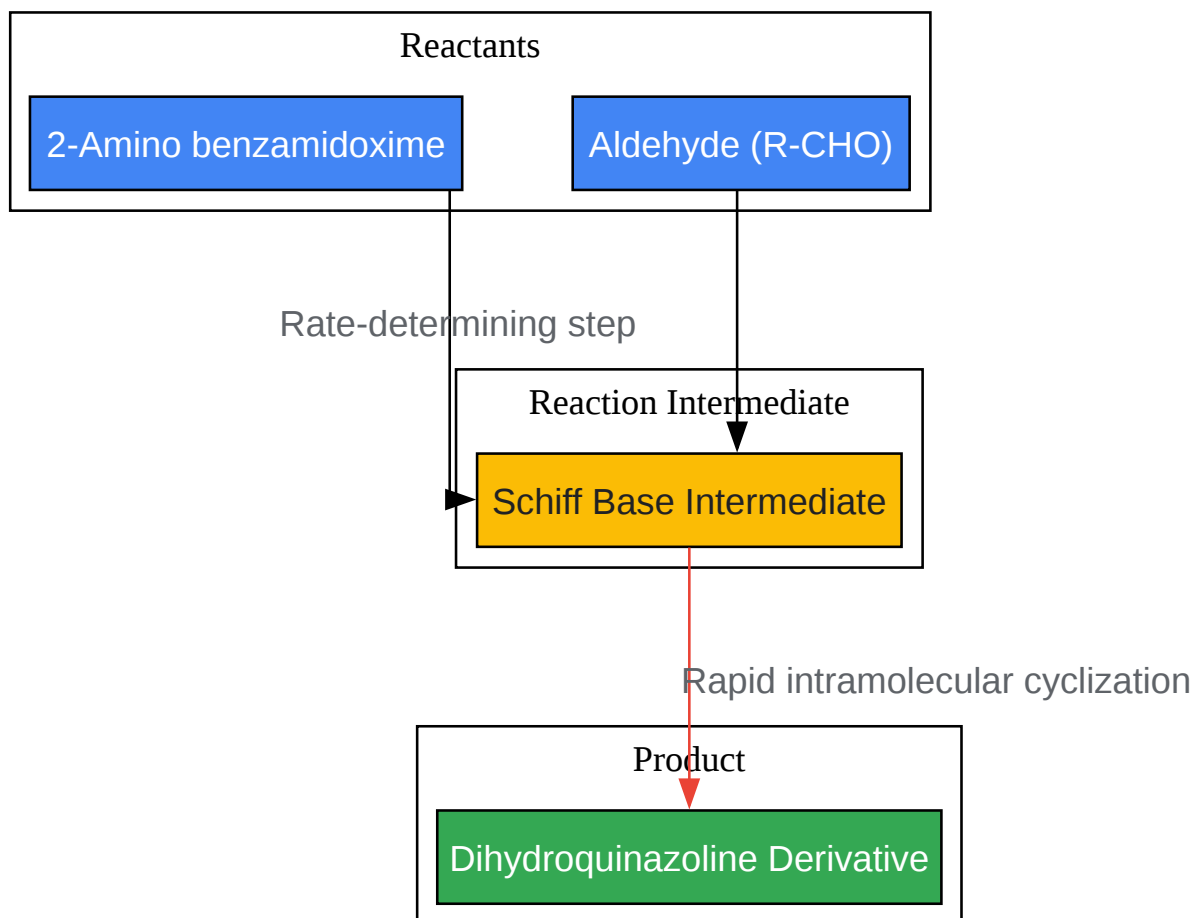 Reactants
2-Amino benzamidoxime
Aldehyde (R-CHO)
Rate-determining step
Reaction Intermediate
Schiff Base Intermediate
Rapid intramolecular cyclization
Product
Dihydroquinazoline Derivative